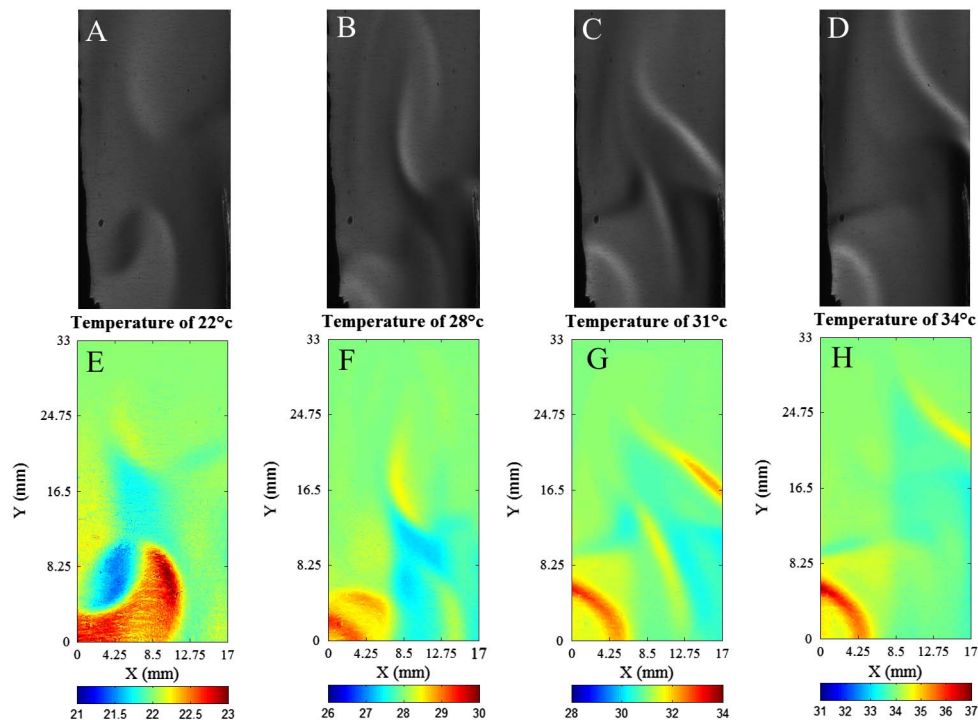 A B C D
Temperature of 22°c Temperature of 28°c Temperature of 31°c Temperature of 34°c
E F G H
33 33 33 33
24.75 24.75 24.75 24.75
16.5 16.5 16.5 16.5
8.25 8.25 8.25 8.25
0 0 0 0
Y (mm) Y (mm) Y (mm) Y (mm)
0 4.25 8.5 12.75 17 0 4.25 8.5 12.75 17 0 4.25 8.5 12.75 17 0 4.25 8.5 12.75 17
X (mm) X (mm) X (mm) X (mm)
21 21.5 22 22.5 23 26 27 28 29 30 28 30 32 34 31 32 33 34 35 36 37